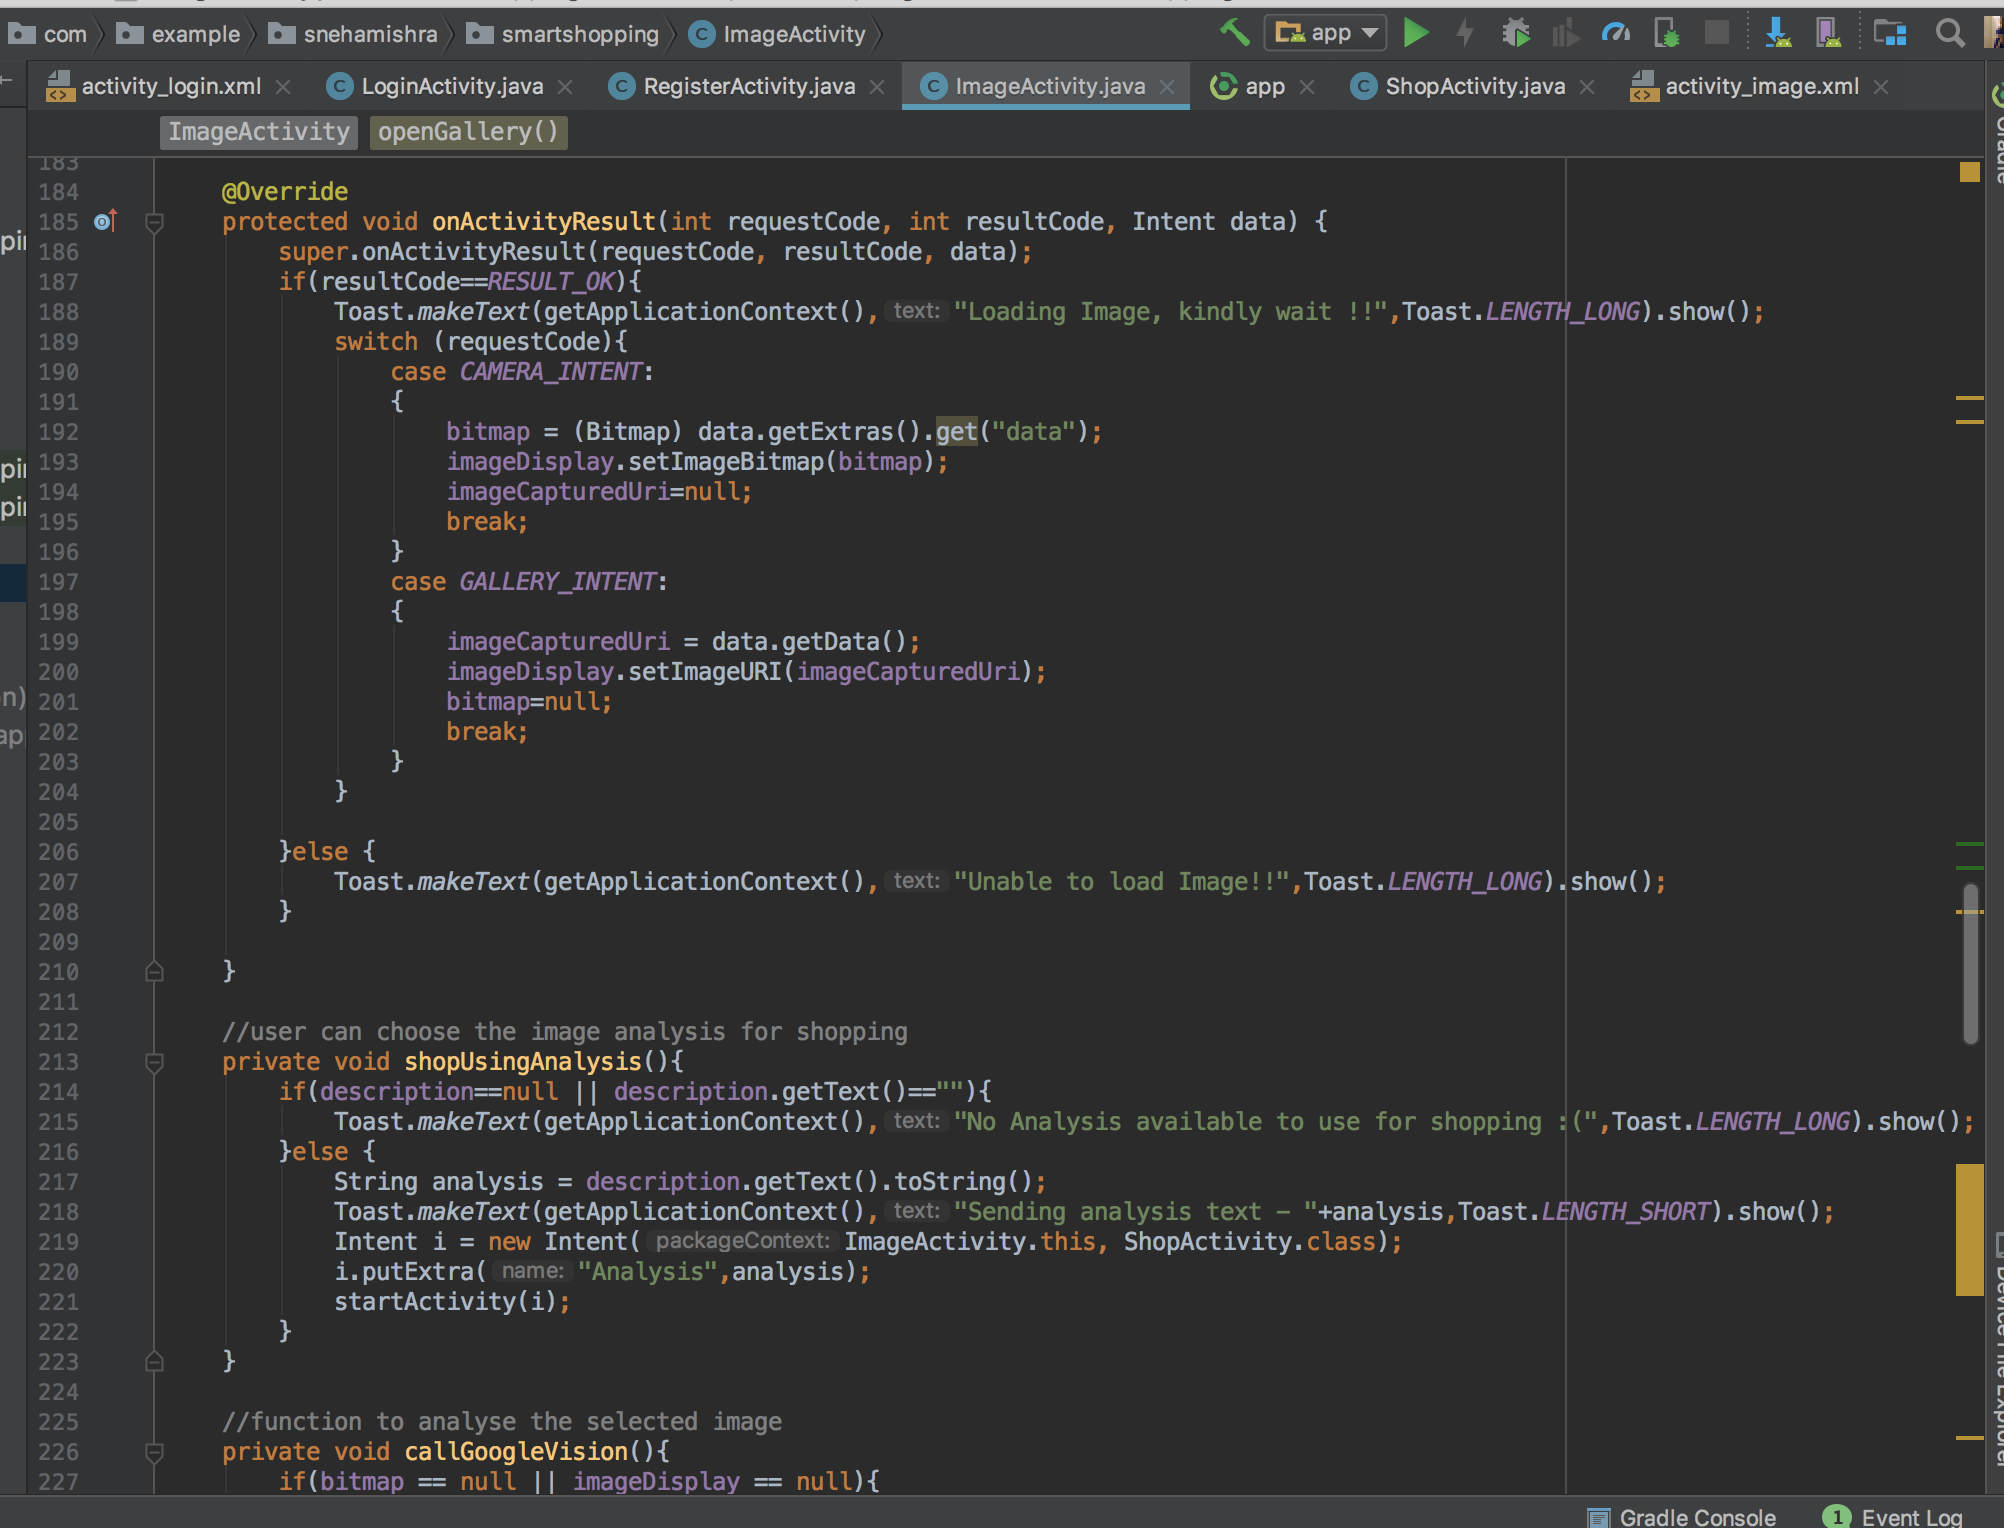 com example snehamishra smartshopping ImageActivity app
activity_login.xml LoginActivity.java RegisterActivity.java ImageActivity.java app ShopActivity.java activity_image.xml
ImageActivity openGallery()
183
184 @Override
185 protected void onActivityResult(int requestCode, int resultCode, Intent data) {
186 super.onActivityResult(requestCode, resultCode, data);
187 if(resultCode==RESULT_OK){
188 Toast.makeText(getApplicationContext(), text: "Loading Image, kindly wait !!",Toast.LENGTH_LONG).show();
189 switch (requestCode){
190 case CAMERA_INTENT:
191 {
192 bitmap = (Bitmap) data.getExtras().get("data");
193 imageDisplay.setImageBitmap(bitmap);
194 imageCapturedUri=null;
195 break;
196 }
197 case GALLERY_INTENT:
198 {
199 imageCapturedUri = data.getData();
200 imageDisplay.setImageURI(imageCapturedUri);
201 bitmap=null;
202 break;
203 }
204 }
205
206 }else {
207 Toast.makeText(getApplicationContext(), text: "Unable to load Image!!",Toast.LENGTH_LONG).show();
208 }
209
210 }
211
212 //user can choose the image analysis for shopping
213 private void shopUsingAnalysis(){
214 if(description==null || description.getText()==""){
215 Toast.makeText(getApplicationContext(), text: "No Analysis available to use for shopping :(",Toast.LENGTH_LONG).show();
216 }else {
217 String analysis = description.getText().toString();
218 Toast.makeText(getApplicationContext(), text: "Sending analysis text – "+analysis,Toast.LENGTH_SHORT).show();
219 Intent i = new Intent( packageContext: ImageActivity.this, ShopActivity.class);
220 i.putExtra( name: "Analysis",analysis);
221 startActivity(i);
222 }
223 }
224
225 //function to analyse the selected image
226 private void callGoogleVision(){
227 if(bitmap == null || imageDisplay == null){
Gradle Console 1 Event Log